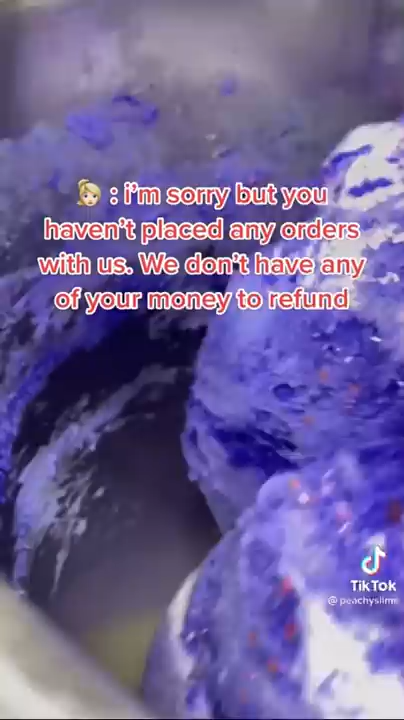 👱‍♀️ : i'm sorry but you
haven't placed any orders
with us. We don't have any
of your money to refund
TikTok
@peachyslime